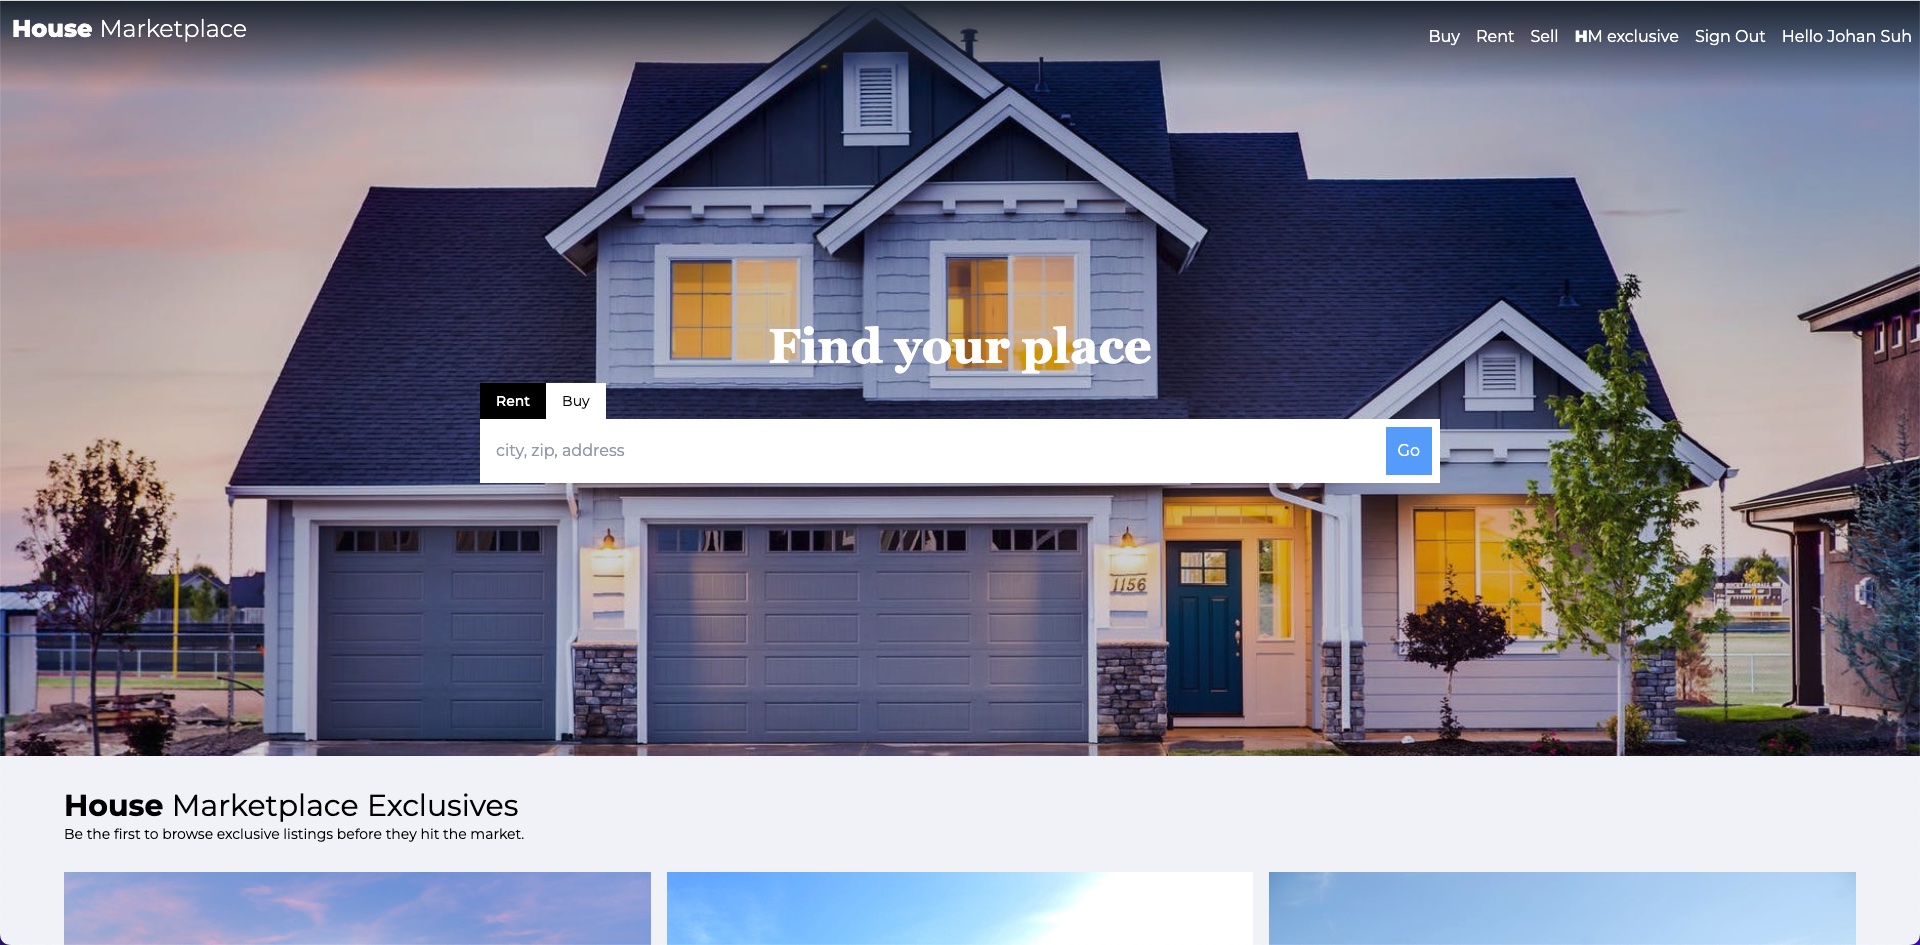 House Marketplace
Buy Rent Sell HM exclusive Sign Out Hello Johan Suh
Find your place
Rent Buy
city, zip, address
Go
1156
House Marketplace Exclusives
Be the first to browse exclusive listings before they hit the market.